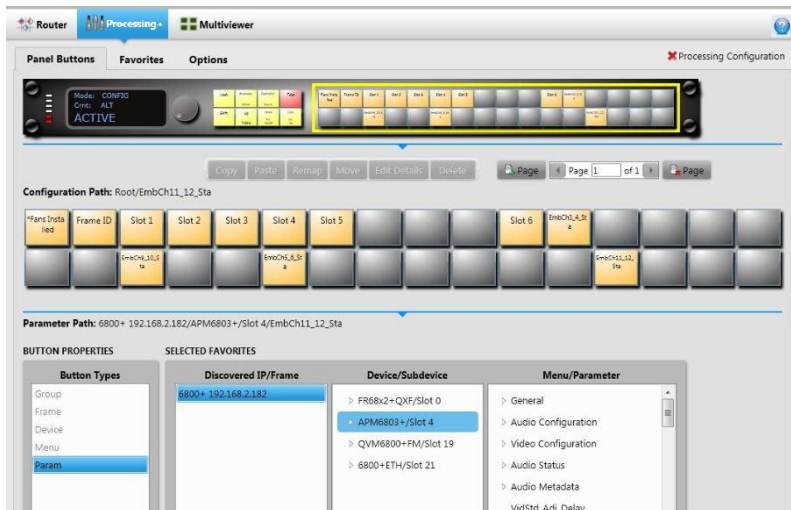 Router
Processing+
Multiviewer
Panel Buttons
Favorites
Options
Processing Configuration
Mode: CONFIG
Cmt: ALT
ACTIVE
Copy
Paste
Remap
Move
Edit Details
Delete
Page
Page 1 of 1
Page
Configuration Path: Root/EmbCh11_12_Sta
*Fans Insta
lled
Frame ID
Slot 1
Slot 2
Slot 3
Slot 4
Slot 5
Slot 6
EmbCh3_4_St
a
EmbCh9_10_S
ta
EmbCh5_6_St
a
EmbCh11_12_
Sta
Parameter Path: 6800+ 192.168.2.182/APM6803+/Slot 4/EmbCh11_12_Sta
BUTTON PROPERTIES
SELECTED FAVORITES
Button Types
Discovered IP/Frame
Device/Subdevice
Menu/Parameter
Group
Frame
Device
Menu
Param
6800+ 192.168.2.182
FR68x2+QXF/Slot 0
APM6803+/Slot 4
QVM6800+FM/Slot 19
6800+ETH/Slot 21
General
Audio Configuration
Video Configuration
Audio Status
Audio Metadata
VidStd_Adj_Delay